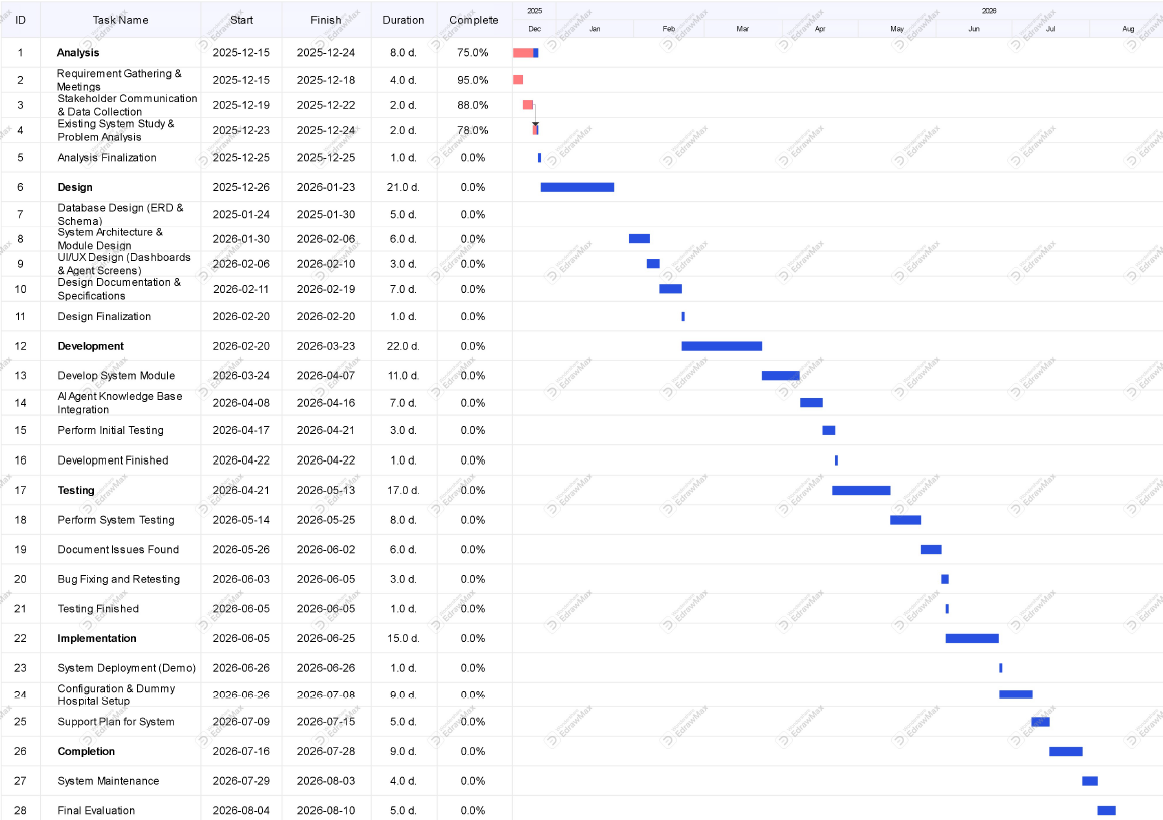 ID Task Name Start Finish Duration Complete 2025 2026
Dec Jan Feb Mar Apr May Jun Jul Aug
1 Analysis 2025-12-15 2025-12-24 8.0 d. 75.0%
2 Requirement Gathering & Meetings 2025-12-15 2025-12-18 4.0 d. 95.0%
3 Stakeholder Communication & Data Collection 2025-12-19 2025-12-22 2.0 d. 88.0%
4 Existing System Study & Problem Analysis 2025-12-23 2025-12-24 2.0 d. 78.0%
5 Analysis Finalization 2025-12-25 2025-12-25 1.0 d. 0.0%
6 Design 2025-12-26 2026-01-23 21.0 d. 0.0%
7 Database Design (ERD & Schema) 2025-01-24 2025-01-30 5.0 d. 0.0%
8 System Architecture & Module Design 2026-01-30 2026-02-06 6.0 d. 0.0%
9 UI/UX Design (Dashboards & Agent Screens) 2026-02-06 2026-02-10 3.0 d. 0.0%
10 Design Documentation & Specifications 2026-02-11 2026-02-19 7.0 d. 0.0%
11 Design Finalization 2026-02-20 2026-02-20 1.0 d. 0.0%
12 Development 2026-02-20 2026-03-23 22.0 d. 0.0%
13 Develop System Module 2026-03-24 2026-04-07 11.0 d. 0.0%
14 AI Agent Knowledge Base Integration 2026-04-08 2026-04-16 7.0 d. 0.0%
15 Perform Initial Testing 2026-04-17 2026-04-21 3.0 d. 0.0%
16 Development Finished 2026-04-22 2026-04-22 1.0 d. 0.0%
17 Testing 2026-04-21 2026-05-13 17.0 d. 0.0%
18 Perform System Testing 2026-05-14 2026-05-25 8.0 d. 0.0%
19 Document Issues Found 2026-05-26 2026-06-02 6.0 d. 0.0%
20 Bug Fixing and Retesting 2026-06-03 2026-06-05 3.0 d. 0.0%
21 Testing Finished 2026-06-05 2026-06-05 1.0 d. 0.0%
22 Implementation 2026-06-05 2026-06-25 15.0 d. 0.0%
23 System Deployment (Demo) 2026-06-26 2026-06-26 1.0 d. 0.0%
24 Configuration & Dummy Hospital Setup 2026-06-26 2026-07-08 9.0 d. 0.0%
25 Support Plan for System 2026-07-09 2026-07-15 5.0 d. 0.0%
26 Completion 2026-07-16 2026-07-28 9.0 d. 0.0%
27 System Maintenance 2026-07-29 2026-08-03 4.0 d. 0.0%
28 Final Evaluation 2026-08-04 2026-08-10 5.0 d. 0.0%
Wondershare EdrawMax